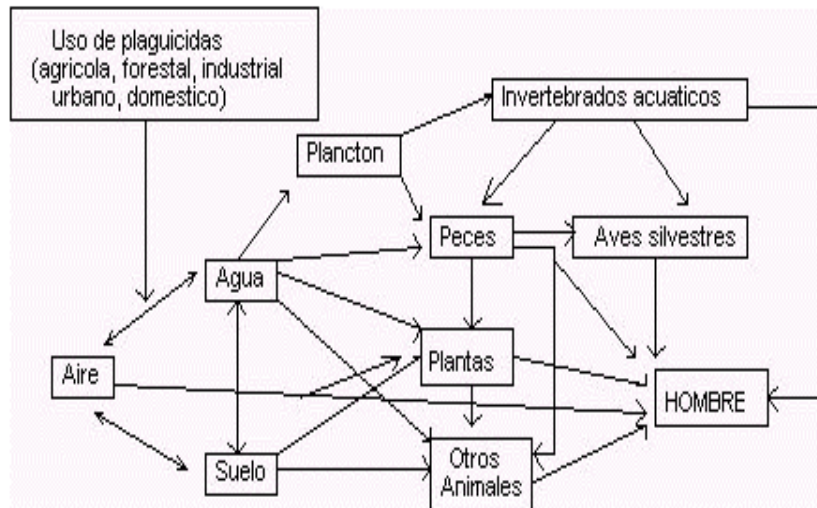 Uso de plaguicidas
(agricola, forestal, industrial
urbano, domestico)
Invertebrados acuaticos
Plancton
Peces
Aves silvestres
Agua
Plantas
Aire
HOMBRE
Suelo
Otros
Animales